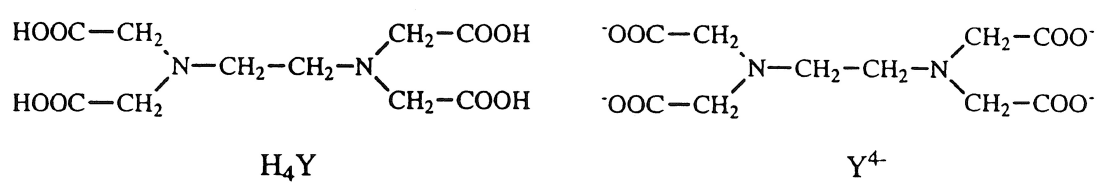 HOOC—CH₂ CH₂—COOH ⁻OOC—CH₂ CH₂—COO⁻
N—CH₂—CH₂—N N—CH₂—CH₂—N
HOOC—CH₂ CH₂—COOH ⁻OOC—CH₂ CH₂—COO⁻
H₄Y Y⁴⁻